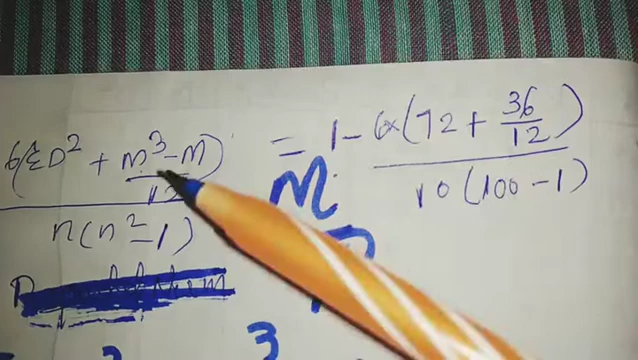 6(ΣD² + m³-m/12) = 1 - 6×(72 + 36/12)
n(n²-1) 10(100-1)
m
3